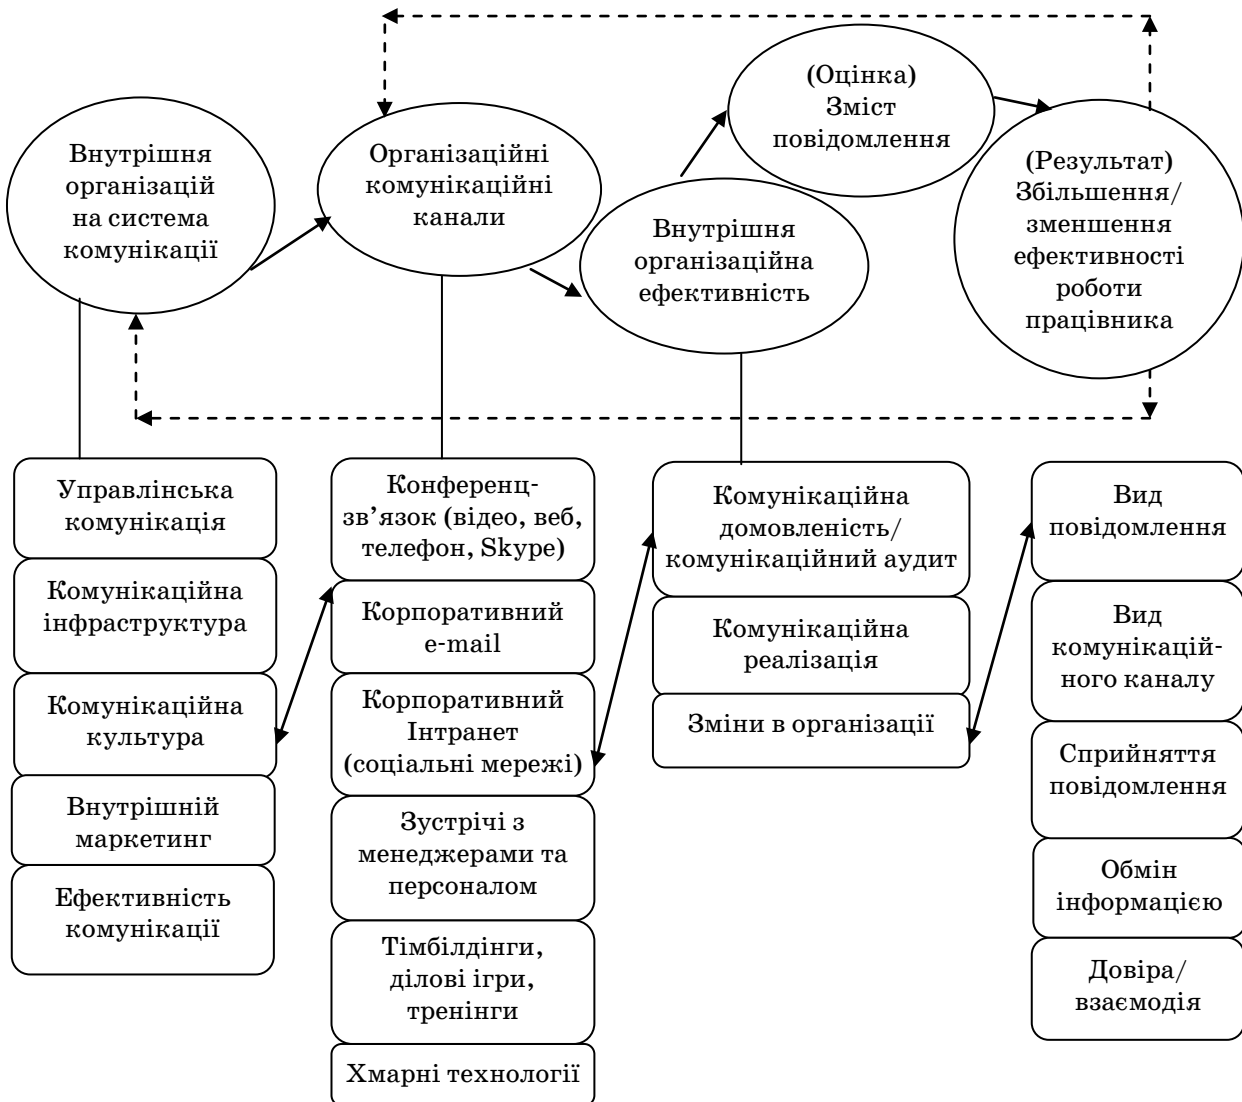 Внутрішня
організацій
на система
комунікації
Організаційні
комунікаційні
канали
Внутрішня
організаційна
ефективність
(Оцінка)
Зміст
повідомлення
(Результат)
Збільшення/
зменшення
ефективності
роботи
працівника
Управлінська
комунікація
Комунікаційна
інфраструктура
Комунікаційна
культура
Внутрішній
маркетинг
Ефективність
комунікації
Конференц-
зв’язок (відео, веб,
телефон, Skype)
Корпоративний
e-mail
Корпоративний
Інтранет
(соціальні мережі)
Зустрічі з
менеджерами та
персоналом
Тімбілдінги,
ділові ігри,
тренінги
Хмарні технології
Комунікаційна
домовленість/
комунікаційний аудит
Комунікаційна
реалізація
Зміни в організації
Вид
повідомлення
Вид
комунікацій-
ного каналу
Сприйняття
повідомлення
Обмін
інформацією
Довіра/
взаємодія